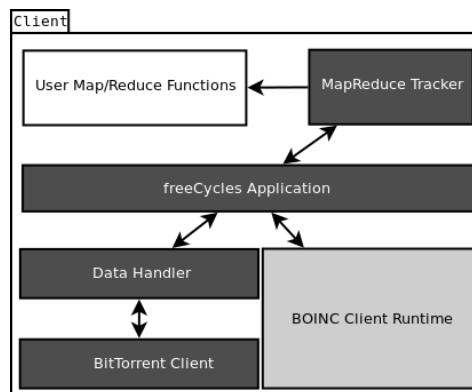 Client
User Map/Reduce Functions
MapReduce Tracker
freeCycles Application
Data Handler
BOINC Client Runtime
BitTorrent Client